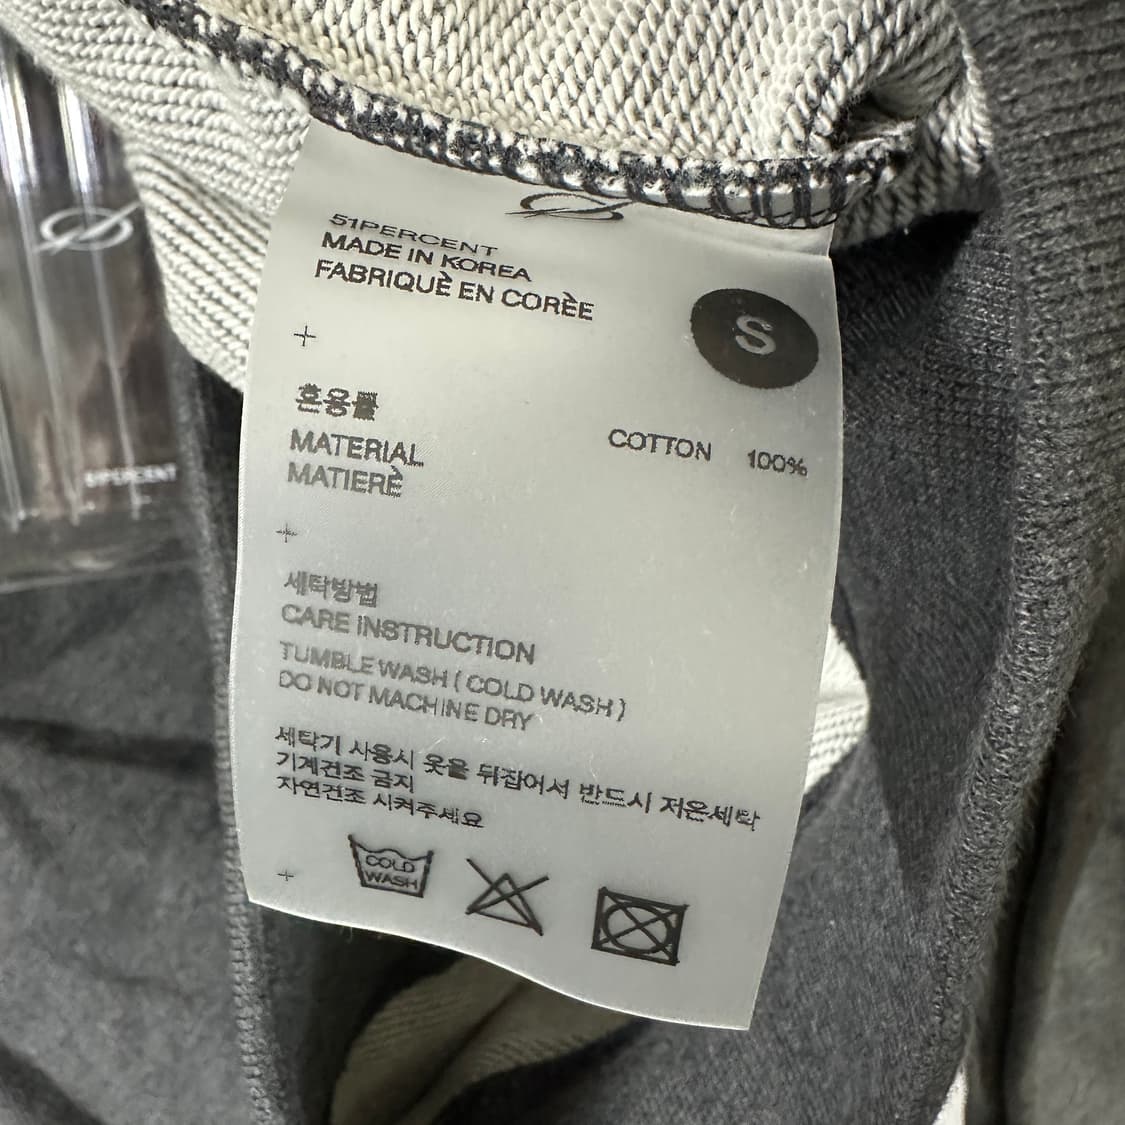 51PERCENT
MADE IN KOREA
FABRIQUÈ EN CORÈE
S
혼용률
MATERIAL
MATIERÈ
COTTON 100%
세탁방법
CARE INSTRUCTION
TUMBLE WASH ( COLD WASH )
DO NOT MACHINE DRY
세탁기 사용시 옷을 뒤집어서 반드시 저온세탁
기계건조 금지
자연건조 시켜주세요
COLD
WASH
51PERCENT